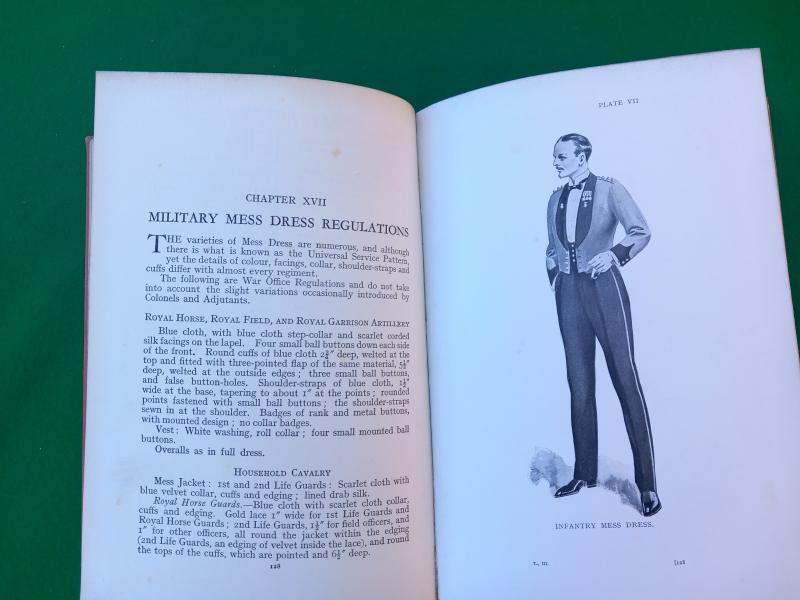 CHAPTER XVII
MILITARY MESS DRESS REGULATIONS
THE varieties of Mess Dress are numerous, and although
there is what is known as the Universal Service Pattern,
yet the details of colour, facings, collar, shoulder-straps and
cuffs differ with almost every regiment.
The following are War Office Regulations and do not take
into account the slight variations occasionally introduced by
Colonels and Adjutants.
ROYAL HORSE, ROYAL FIELD, AND ROYAL GARRISON ARTILLERY
Blue cloth, with blue cloth step-collar and scarlet corded
silk facings on the lapel. Four small ball buttons down each side
of the front. Round cuffs of blue cloth 2¾" deep, welted at the
top and fitted with three-pointed flap of the same material, 5½"
deep, welted at the outside edges; three small ball buttons,
and false button-holes. Shoulder-straps of blue cloth, 1½"
wide at the base, tapering to about 1" at the points; rounded
points fastened with small ball buttons; the shoulder-straps
sewn in at the shoulder. Badges of rank and metal buttons,
with mounted design; no collar badges.
Vest: White washing, roll collar; four small mounted ball
buttons.
Overalls as in full dress.
HOUSEHOLD CAVALRY
Mess Jacket: 1st and 2nd Life Guards: Scarlet cloth with
blue velvet collar, cuffs and edging; lined drab silk.
Royal Horse Guards.—Blue cloth with scarlet cloth collar,
cuffs and edging. Gold lace 1" wide for 1st Life Guards and
Royal Horse Guards; 2nd Life Guards, 1½" for field officers, and
1" for other officers, all round the jacket within the edging
(2nd Life Guards, an edging of velvet inside the lace), and round
the tops of the cuffs, which are pointed and 6½" deep.
128
PLATE VII
INFANTRY MESS DRESS.
T., III.
[128